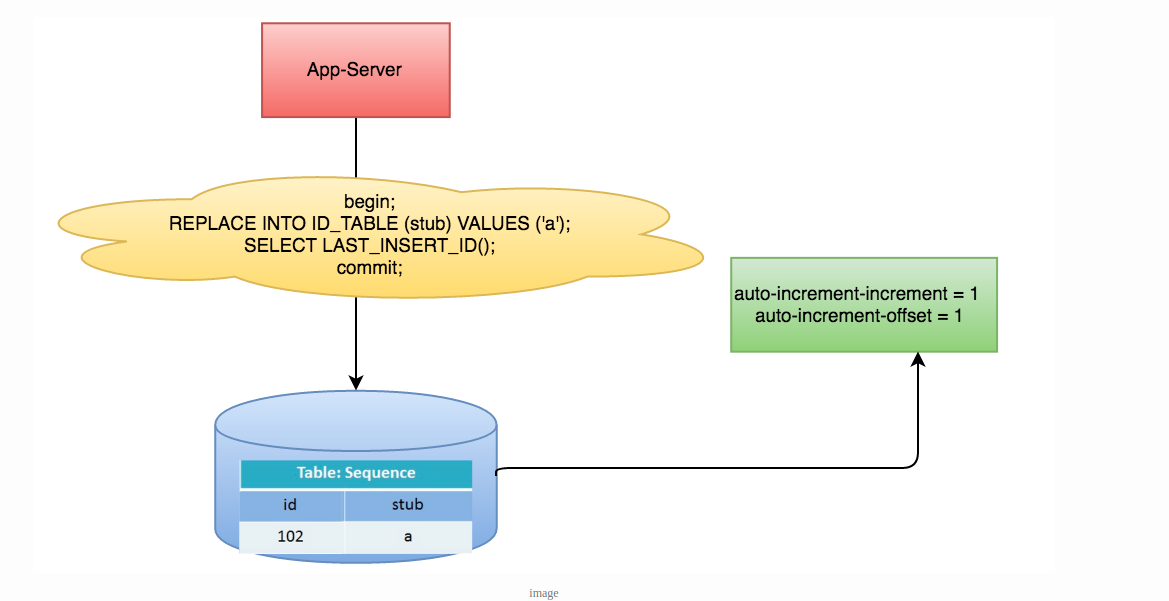 App-Server
begin;
REPLACE INTO ID_TABLE (stub) VALUES ('a');
SELECT LAST_INSERT_ID();
commit;
auto-increment-increment = 1
auto-increment-offset = 1
Table: Sequence
id stub
102 a
image